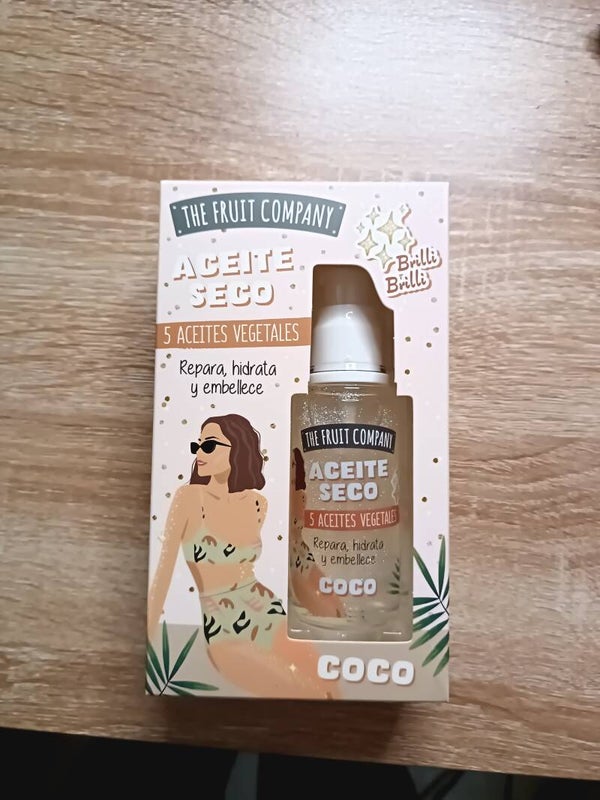 THE FRUIT COMPANY
ACEITE
SECO
Brilli
Brilli
5 ACEITES VEGETALES
Repara, hidrata
y embellece
THE FRUIT COMPANY
ACEITE
SECO
5 ACEITES VEGETALES
Repara, hidrata
y embellece
COCO
COCO